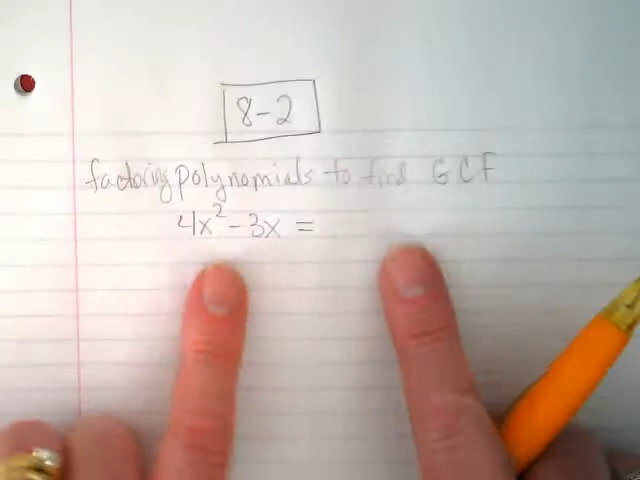 8-2
factoring polynomials to find GCF
4x² - 3x =